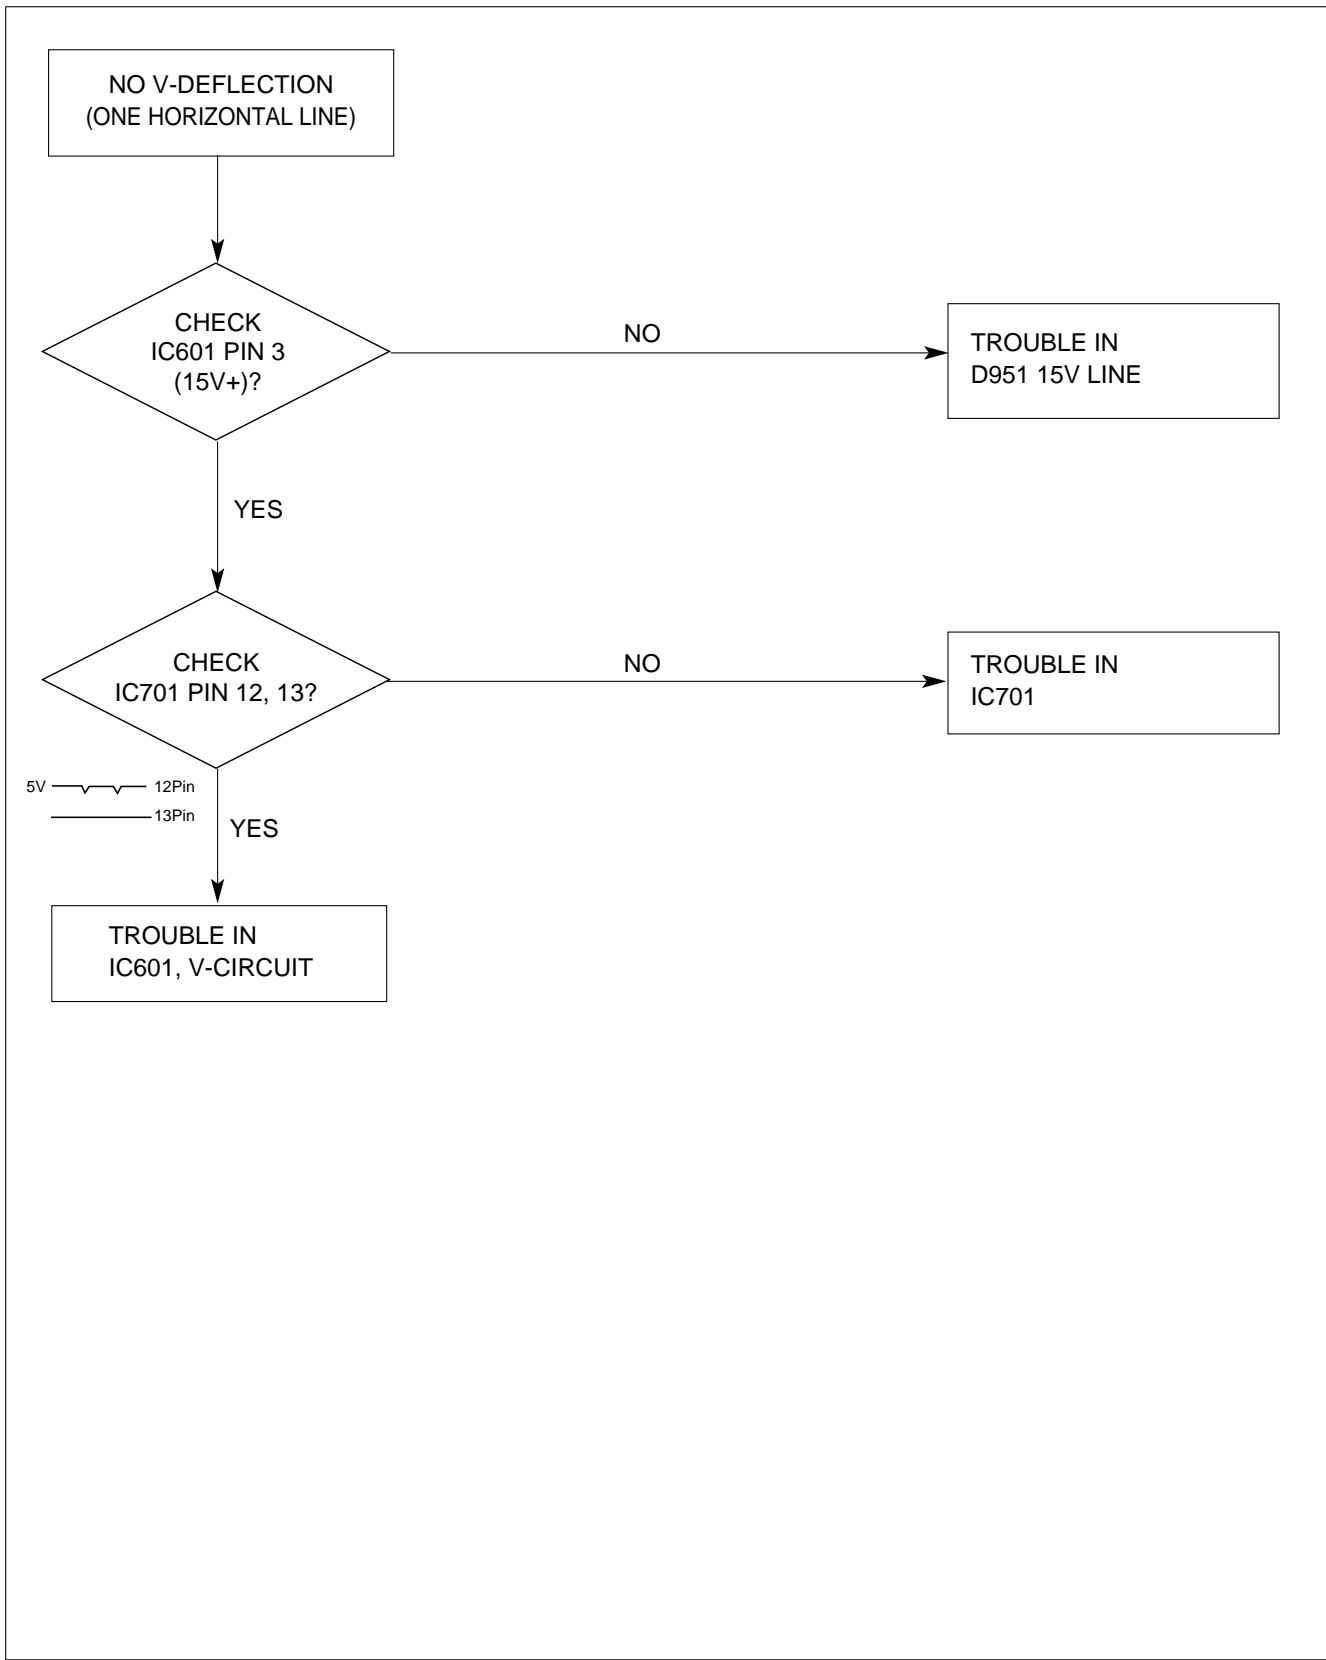 NO V-DEFLECTION
(ONE HORIZONTAL LINE)
CHECK
IC601 PIN 3
(15V+)?
NO
TROUBLE IN
D951 15V LINE
YES
CHECK
IC701 PIN 12, 13?
NO
TROUBLE IN
IC701
5V 12Pin
13Pin
YES
TROUBLE IN
IC601, V-CIRCUIT